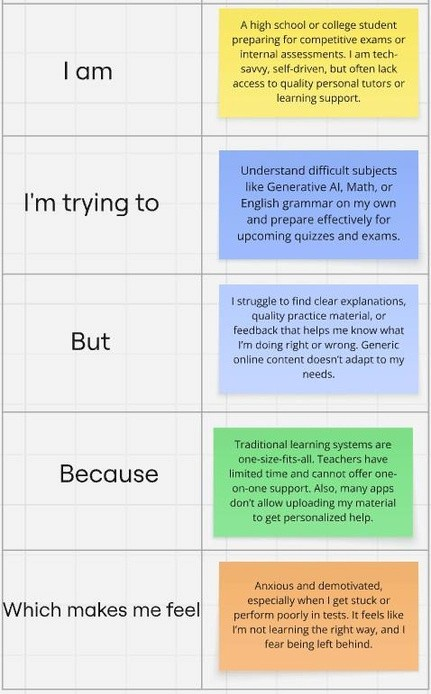 I am
A high school or college student
preparing for competitive exams or
internal assessments. I am tech-
savvy, self-driven, but often lack
access to quality personal tutors or
learning support.
I'm trying to
Understand difficult subjects
like Generative AI, Math, or
English grammar on my own
and prepare effectively for
upcoming quizzes and exams.
But
I struggle to find clear explanations,
quality practice material, or
feedback that helps me know what
I'm doing right or wrong. Generic
online content doesn't adapt to my
needs.
Because
Traditional learning systems are
one-size-fits-all. Teachers have
limited time and cannot offer one-
on-one support. Also, many apps
don't allow uploading my material
to get personalized help.
Which makes me feel
Anxious and demotivated,
especially when I get stuck or
perform poorly in tests. It feels like
I'm not learning the right way, and I
fear being left behind.